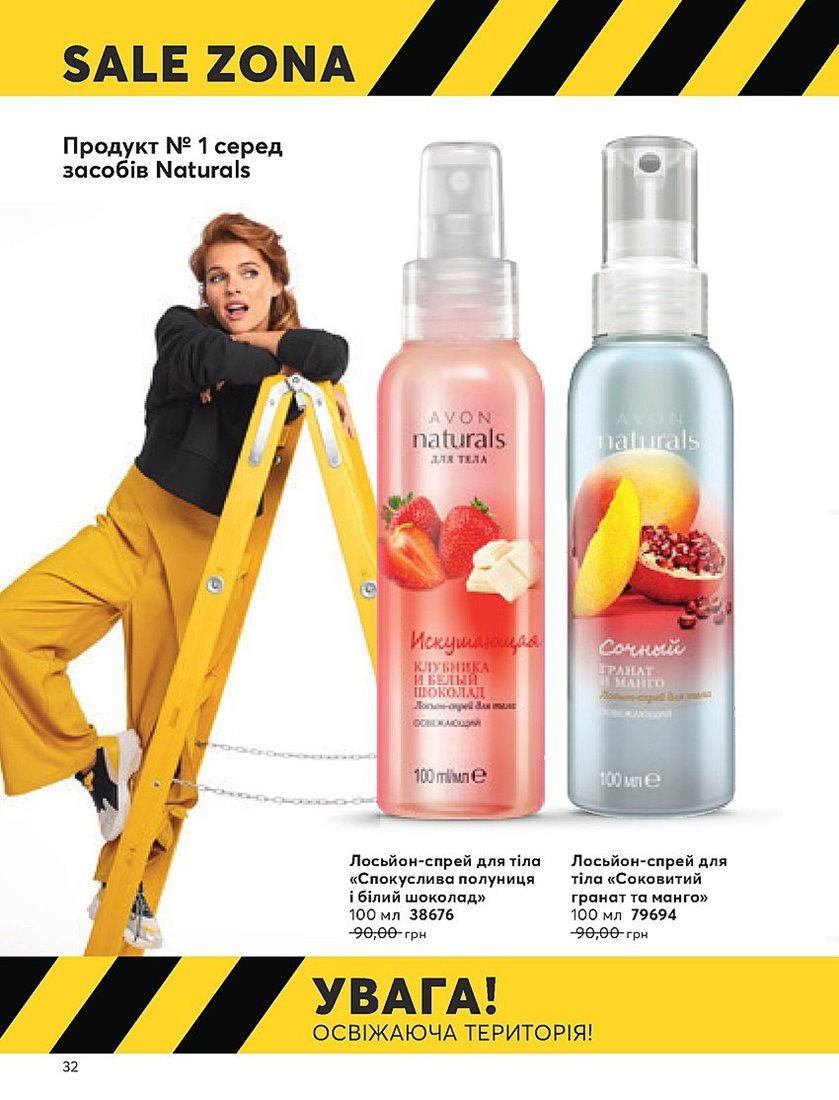 SALE ZONA
Продукт № 1 серед
засобів Naturals
AVON
naturals
ДЛЯ ТЕЛА
Искушающая
КЛУБНИКА
И БЕЛЫЙ
ШОКОЛАД
Лосьон-спрей для тела
ОСВЕЖАЮЩИЙ
100 ml/мл e
AVON
naturals
Сочный
ГРАНАТ
И МАНГО
Лосьон-спрей для тела
ОСВЕЖАЮЩИЙ
100 мл e
Лосьйон-спрей для тіла
«Спокуслива полуниця
і білий шоколад»
100 мл 38676
90,00 грн
Лосьйон-спрей для
тіла «Соковитий
гранат та манго»
100 мл 79694
90,00 грн
УВАГА!
ОСВІЖАЮЧА ТЕРИТОРІЯ!
32